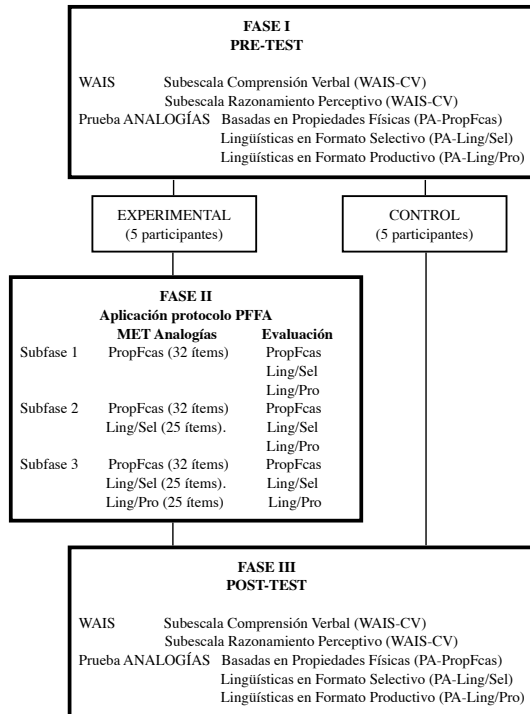 FASE I
PRE-TEST
WAIS Subescala Comprensión Verbal (WAIS-CV)
Subescala Razonamiento Perceptivo (WAIS-CV)
Prueba ANALOGÍAS Basadas en Propiedades Físicas (PA-PropFcas)
Lingüísticas en Formato Selectivo (PA-Ling/Sel)
Lingüísticas en Formato Productivo (PA-Ling/Pro)
EXPERIMENTAL
(5 participantes)
CONTROL
(5 participantes)
FASE II
Aplicación protocolo PFFA
MET Analogías Evaluación
Subfase 1 PropFcas (32 ítems) PropFcas
Ling/Sel
Ling/Pro
Subfase 2 PropFcas (32 ítems) PropFcas
Ling/Sel (25 ítems). Ling/Sel
Ling/Pro
Subfase 3 PropFcas (32 ítems) PropFcas
Ling/Sel (25 ítems). Ling/Sel
Ling/Pro (25 ítems) Ling/Pro
FASE III
POST-TEST
WAIS Subescala Comprensión Verbal (WAIS-CV)
Subescala Razonamiento Perceptivo (WAIS-CV)
Prueba ANALOGÍAS Basadas en Propiedades Físicas (PA-PropFcas)
Lingüísticas en Formato Selectivo (PA-Ling/Sel)
Lingüísticas en Formato Productivo (PA-Ling/Pro)